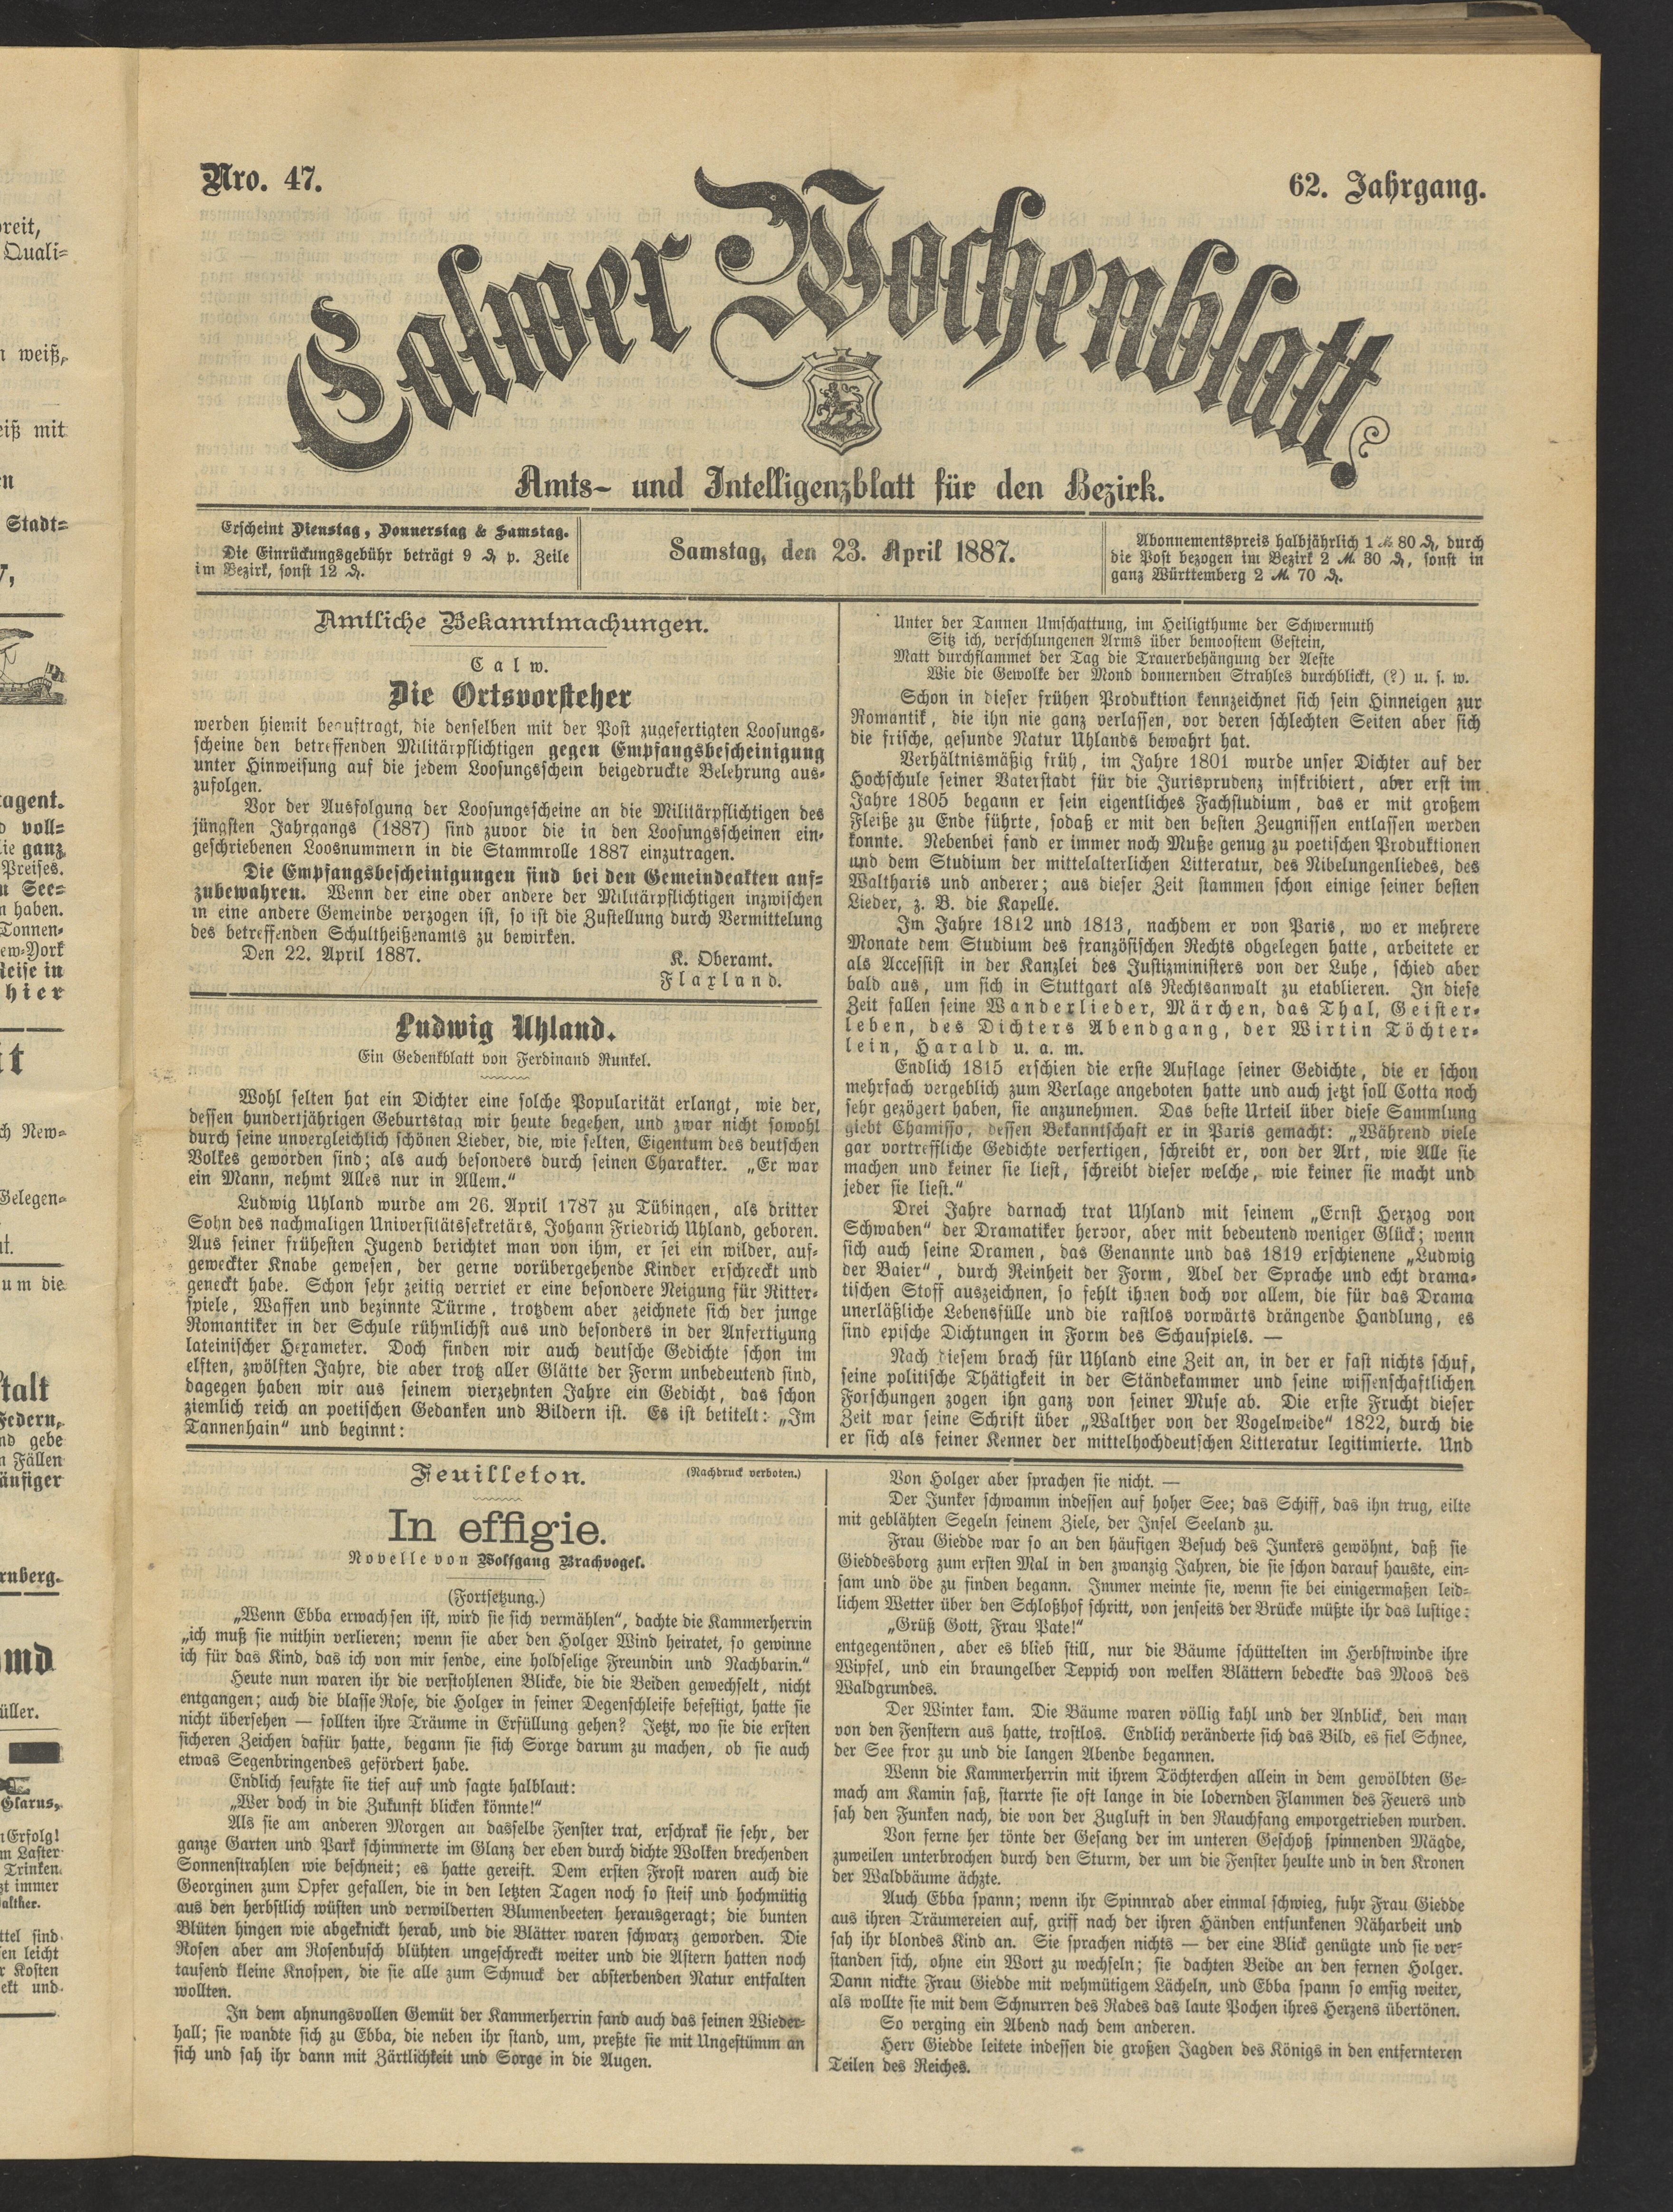 Nro. 47.
62. Jahrgang.
Calwer Wochenblatt
Amts- und Intelligenzblatt für den Bezirk.
Erscheint Dienstag, Donnerstag & Samstag.
Die Einrückungsgebühr beträgt 9 ₰ p. Zeile
im Bezirk, sonst 12 ₰.
Samstag, den 23. April 1887.
Abonnementspreis halbjährlich 1 ℳ 80 ₰, durch
die Post bezogen im Bezirk 2 ℳ 30 ₰, sonst in
ganz Württemberg 2 ℳ 70 ₰.
Amtliche Bekanntmachungen.
Calw.
Die Ortsvorsteher
werden hiemit beauftragt, die denselben mit der Post zugefertigten Loosungs-
scheine den betreffenden Militärpflichtigen gegen Empfangsbescheinigung
unter Hinweisung auf die jedem Loosungsschein beigedruckte Belehrung aus-
zufolgen.
Vor der Ausfolgung der Loosungsscheine an die Militärpflichtigen des
jüngsten Jahrgangs (1887) sind zuvor die in den Loosungsscheinen ein-
geschriebenen Loosnummern in die Stammrolle 1887 einzutragen.
Die Empfangsbescheinigungen sind bei den Gemeindeakten auf-
zubewahren. Wenn der eine oder andere der Militärpflichtigen inzwischen
in eine andere Gemeinde verzogen ist, so ist die Zustellung durch Vermittelung
des betreffenden Schultheißenamts zu bewirken.
Den 22. April 1887.
K. Oberamt.
Flaxland.
Ludwig Uhland.
Ein Gedenkblatt von Ferdinand Runkel.
Wohl selten hat ein Dichter eine solche Popularität erlangt, wie der,
dessen hundertjährigen Geburtstag wir heute begehen, und zwar nicht sowohl
durch seine unvergleichlich schönen Lieder, die, wie selten, Eigentum des deutschen
Volkes geworden sind; als auch besonders durch seinen Charakter. „Er war
ein Mann, nehmt Alles nur in Allem.“
Ludwig Uhland wurde am 26. April 1787 zu Tübingen, als dritter
Sohn des nachmaligen Universitätssekretärs, Johann Friedrich Uhland, geboren.
Aus seiner frühesten Jugend berichtet man von ihm, er sei ein wilder, auf-
geweckter Knabe gewesen, der gerne vorübergehende Kinder erschreckt und
geneckt habe. Schon sehr zeitig verriet er eine besondere Neigung für Ritter-
spiele, Waffen und bezinnte Türme, trotzdem aber zeichnete sich der junge
Romantiker in der Schule rühmlichst aus und besonders in der Anfertigung
lateinischer Hexameter. Doch finden wir auch deutsche Gedichte schon im
elften, zwölften Jahre, die aber trotz aller Glätte der Form unbedeutend sind,
dagegen haben wir aus seinem vierzehnten Jahre ein Gedicht, das schon
ziemlich reich an poetischen Gedanken und Bildern ist. Es ist betitelt: „Im
Tannenhain“ und beginnt:
Unter der Tannen Umschattung, im Heiligthume der Schwermuth
Sitz ich, verschlungenen Arms über bemoostem Gestein,
Matt durchflammet der Tag die Trauerbehängung der Aeste
Wie die Gewolke der Mond donnernden Strahles durchblickt, (?) u. s. w.
Schon in dieser frühen Produktion kennzeichnet sich sein Hinneigen zur
Romantik, die ihn nie ganz verlassen, vor deren schlechten Seiten aber sich
die frische, gesunde Natur Uhlands bewahrt hat.
Verhältnismäßig früh, im Jahre 1801 wurde unser Dichter auf der
Hochschule seiner Vaterstadt für die Jurisprudenz inskribiert, aber erst im
Jahre 1805 begann er sein eigentliches Fachstudium, das er mit großem
Fleiße zu Ende führte, sodaß er mit den besten Zeugnissen entlassen werden
konnte. Nebenbei fand er immer noch Muße genug zu poetischen Produktionen
und dem Studium der mittelalterlichen Litteratur, des Nibelungenliedes, des
Waltharis und anderer; aus dieser Zeit stammen schon einige seiner besten
Lieder, z. B. die Kapelle.
Im Jahre 1812 und 1813, nachdem er von Paris, wo er mehrere
Monate dem Studium des französischen Rechts obgelegen hatte, arbeitete er
als Accessist in der Kanzlei des Justizministers von der Luhe, schied aber
bald aus, um sich in Stuttgart als Rechtsanwalt zu etablieren. In diese
Zeit fallen seine Wanderlieder, Märchen, das Thal, Geister-
leben, des Dichters Abendgang, der Wirtin Töchter-
lein, Harald u. a. m.
Endlich 1815 erschien die erste Auflage seiner Gedichte, die er schon
mehrfach vergeblich zum Verlage angeboten hatte und auch jetzt soll Cotta noch
sehr gezögert haben, sie anzunehmen. Das beste Urteil über diese Sammlung
giebt Chamisso, dessen Bekanntschaft er in Paris gemacht: „Während viele
gar vortreffliche Gedichte verfertigen, schreibt er, von der Art, wie Alle sie
machen und keiner sie liest, schreibt dieser welche, wie keiner sie macht und
jeder sie liest.“
Drei Jahre darnach trat Uhland mit seinem „Ernst Herzog von
Schwaben“ der Dramatiker hervor, aber mit bedeutend weniger Glück; wenn
sich auch seine Dramen, das Genannte und das 1819 erschienene „Ludwig
der Baier“, durch Reinheit der Form, Adel der Sprache und echt drama-
tischen Stoff auszeichnen, so fehlt ihnen doch vor allem, die für das Drama
unerläßliche Lebensfülle und die rastlos vorwärts drängende Handlung, es
sind epische Dichtungen in Form des Schauspiels. —
Nach diesem brach für Uhland eine Zeit an, in der er fast nichts schuf,
seine politische Thätigkeit in der Ständekammer und seine wissenschaftlichen
Forschungen zogen ihn ganz von seiner Muse ab. Die erste Frucht dieser
Zeit war seine Schrift über „Walther von der Vogelweide“ 1822, durch die
er sich als feiner Kenner der mittelhochdeutschen Litteratur legitimierte. Und
Feuilleton.
(Nachdruck verboten.)
In effigie.
Novelle von Wolfgang Brachvogel.
(Fortsetzung.)
„Wenn Ebba erwachsen ist, wird sie sich vermählen“, dachte die Kammerherrin
„ich muß sie mithin verlieren; wenn sie aber den Holger Wind heiratet, so gewinne
ich für das Kind, das ich von mir sende, eine holdselige Freundin und Nachbarin.“
Heute nun waren ihr die verstohlenen Blicke, die die Beiden gewechselt, nicht
entgangen; auch die blasse Rose, die Holger in seiner Degenschleife befestigt, hatte sie
nicht übersehen — sollten ihre Träume in Erfüllung gehen? Jetzt, wo sie die ersten
sicheren Zeichen dafür hatte, begann sie sich Sorge darum zu machen, ob sie auch
etwas Segenbringendes gefördert habe.
Endlich seufzte sie tief auf und sagte halblaut:
„Wer doch in die Zukunft blicken könnte!“
Als sie am anderen Morgen an dasselbe Fenster trat, erschrak sie sehr, der
ganze Garten und Park schimmerte im Glanz der eben durch dichte Wolken brechenden
Sonnenstrahlen wie beschneit; es hatte gereift. Dem ersten Frost waren auch die
Georginen zum Opfer gefallen, die in den letzten Tagen noch so steif und hochmütig
aus den herbstlich wüsten und verwilderten Blumenbeeten herausgeragt; die bunten
Blüten hingen wie abgeknickt herab, und die Blätter waren schwarz geworden. Die
Rosen aber am Rosenbusch blühten ungeschreckt weiter und die Astern hatten noch
tausend kleine Knospen, die sie alle zum Schmuck der absterbenden Natur entfalten
wollten.
In dem ahnungsvollen Gemüt der Kammerherrin fand auch das seinen Wieder-
hall; sie wandte sich zu Ebba, die neben ihr stand, um, preßte sie mit Ungestümm an
sich und sah ihr dann mit Zärtlichkeit und Sorge in die Augen.
Von Holger aber sprachen sie nicht. —
Der Junker schwamm indessen auf hoher See; das Schiff, das ihn trug, eilte
mit geblähten Segeln seinem Ziele, der Insel Seeland zu.
Frau Giedde war so an den häufigen Besuch des Junkers gewöhnt, daß sie
Gieddesborg zum ersten Mal in den zwanzig Jahren, die sie schon darauf hauste, ein-
sam und öde zu finden begann. Immer meinte sie, wenn sie bei einigermaßen leid-
lichem Wetter über den Schloßhof schritt, von jenseits der Brücke müßte ihr das lustige:
„Grüß Gott, Frau Pate!“
entgegentönen, aber es blieb still, nur die Bäume schüttelten im Herbstwinde ihre
Wipfel, und ein braungelber Teppich von welken Blättern bedeckte das Moos des
Waldgrundes.
Der Winter kam. Die Bäume waren völlig kahl und der Anblick, den man
von den Fenstern aus hatte, trostlos. Endlich veränderte sich das Bild, es fiel Schnee,
der See fror zu und die langen Abende begannen.
Wenn die Kammerherrin mit ihrem Töchterchen allein in dem gewölbten Ge-
mach am Kamin saß, starrte sie oft lange in die lodernden Flammen des Feuers und
sah den Funken nach, die von der Zugluft in den Rauchfang emporgetrieben wurden.
Von ferne her tönte der Gesang der im unteren Geschoß spinnenden Mägde,
zuweilen unterbrochen durch den Sturm, der um die Fenster heulte und in den Kronen
der Waldbäume ächzte.
Auch Ebba spann; wenn ihr Spinnrad aber einmal schwieg, fuhr Frau Giedde
aus ihren Träumereien auf, griff nach der ihren Händen entsunkenen Näharbeit und
sah ihr blondes Kind an. Sie sprachen nichts — der eine Blick genügte und sie ver-
standen sich, ohne ein Wort zu wechseln; sie dachten Beide an den fernen Holger.
Dann nickte Frau Giedde mit wehmütigem Lächeln, und Ebba spann so emsig weiter,
als wollte sie mit dem Schnurren des Rades das laute Pochen ihres Herzens übertönen.
So verging ein Abend nach dem anderen.
Herr Giedde leitete indessen die großen Jagden des Königs in den entfernteren
Teilen des Reiches.